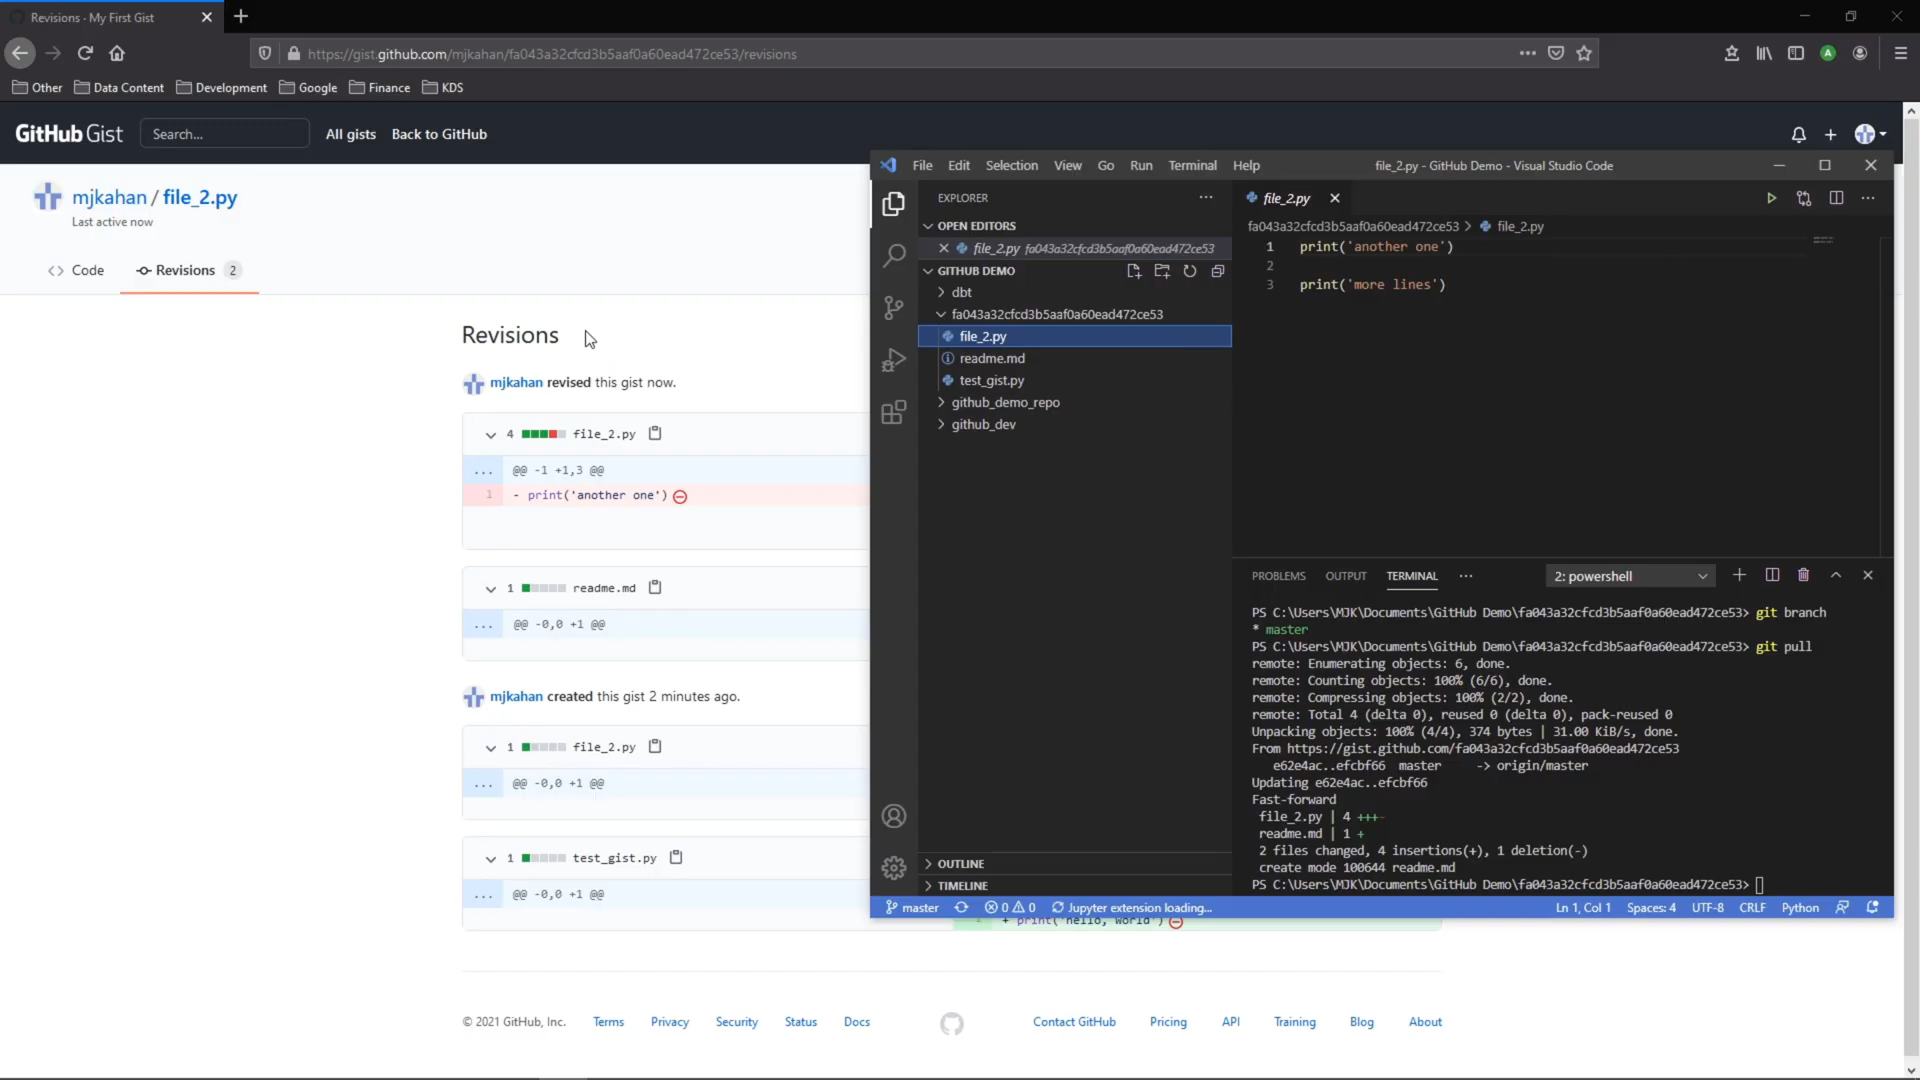 Revisions · My First Gist
https://gist.github.com/mjkahan/fa043a32cfcd3b5aaf0a60ead472ce53/revisions
Other Data Content Development Google Finance KDS
GitHub Gist Search... All gists Back to GitHub
mjkahan / file_2.py
Last active now
<> Code Revisions 2
Revisions
mjkahan revised this gist now.
4 file_2.py
... @@ -1 +1,3 @@
1 - print('another one')
1 readme.md
... @@ -0,0 +1 @@
mjkahan created this gist 2 minutes ago.
1 file_2.py
... @@ -0,0 +1 @@
1 test_gist.py
... @@ -0,0 +1 @@
+ print('hello, world')
© 2021 GitHub, Inc. Terms Privacy Security Status Docs Contact GitHub Pricing API Training Blog About
File Edit Selection View Go Run Terminal Help file_2.py - GitHub Demo - Visual Studio Code
EXPLORER
OPEN EDITORS
file_2.py fa043a32cfcd3b5aaf0a60ead472ce53
GITHUB DEMO
dbt
fa043a32cfcd3b5aaf0a60ead472ce53
file_2.py
readme.md
test_gist.py
github_demo_repo
github_dev
OUTLINE
TIMELINE
file_2.py
fa043a32cfcd3b5aaf0a60ead472ce53 > file_2.py
1 print('another one')
2
3 print('more lines')
PROBLEMS OUTPUT TERMINAL ... 2: powershell
PS C:\Users\MJK\Documents\GitHub Demo\fa043a32cfcd3b5aaf0a60ead472ce53> git branch
* master
PS C:\Users\MJK\Documents\GitHub Demo\fa043a32cfcd3b5aaf0a60ead472ce53> git pull
remote: Enumerating objects: 6, done.
remote: Counting objects: 100% (6/6), done.
remote: Compressing objects: 100% (2/2), done.
remote: Total 4 (delta 0), reused 0 (delta 0), pack-reused 0
Unpacking objects: 100% (4/4), 374 bytes | 31.00 KiB/s, done.
From https://gist.github.com/fa043a32cfcd3b5aaf0a60ead472ce53
e62e4ac..efcbf66 master -> origin/master
Updating e62e4ac..efcbf66
Fast-forward
file_2.py | 4 +++-
readme.md | 1 +
2 files changed, 4 insertions(+), 1 deletion(-)
create mode 100644 readme.md
PS C:\Users\MJK\Documents\GitHub Demo\fa043a32cfcd3b5aaf0a60ead472ce53>
master 0 0 Jupyter extension loading... Ln 1, Col 1 Spaces: 4 UTF-8 CRLF Python